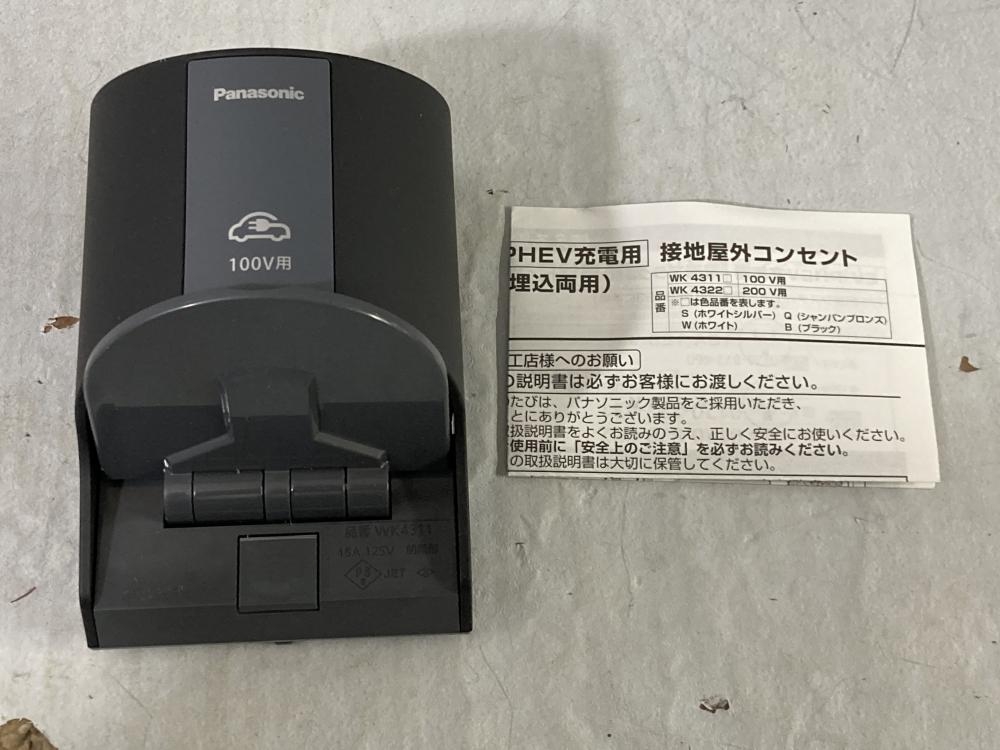 Panasonic
100V用
品番 WK4311
15A 125V 防雨形
PS
E
JET
PHEV充電用 接地屋外コンセント
埋込両用)
品番
WK 4311□ 100 V用
WK 4322□ 200 V用
※□は色品番を表します。
S (ホワイトシルバー) Q (シャンパンブロンズ)
W (ホワイト) B (ブラック)
工店様へのお願い
の説明書は必ずお客様にお渡しください。
たびは、パナソニック製品をご採用いただき、
とにありがとうございます。
扱説明書をよくお読みのうえ、正しく安全にお使いください。
使用前に「安全上のご注意」を必ずお読みください。
の取扱説明書は大切に保管してください。